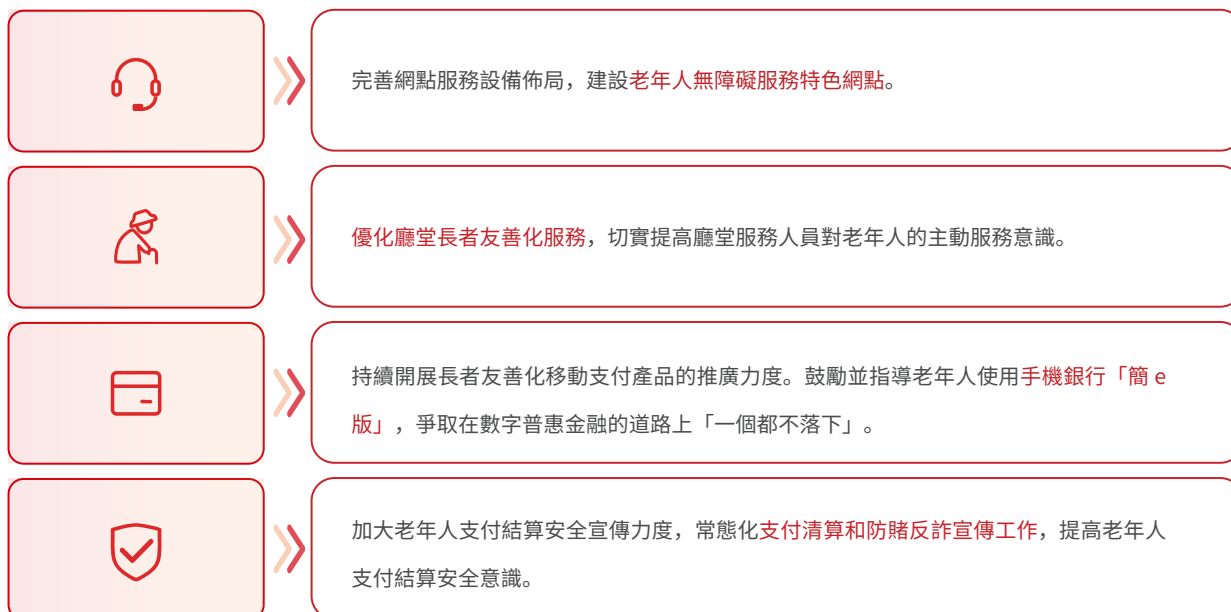 完善網點服務設備佈局，建設老年人無障礙服務特色網點。
優化廳堂長者友善化服務，切實提高廳堂服務人員對老年人的主動服務意識。
持續開展長者友善化移動支付產品的推廣力度。鼓勵並指導老年人使用手機銀行「簡 e
版」，爭取在數字普惠金融的道路上「一個都不落下」。
加大老年人支付結算安全宣傳力度，常態化支付清算和防賭反詐宣傳工作，提高老年人
支付結算安全意識。